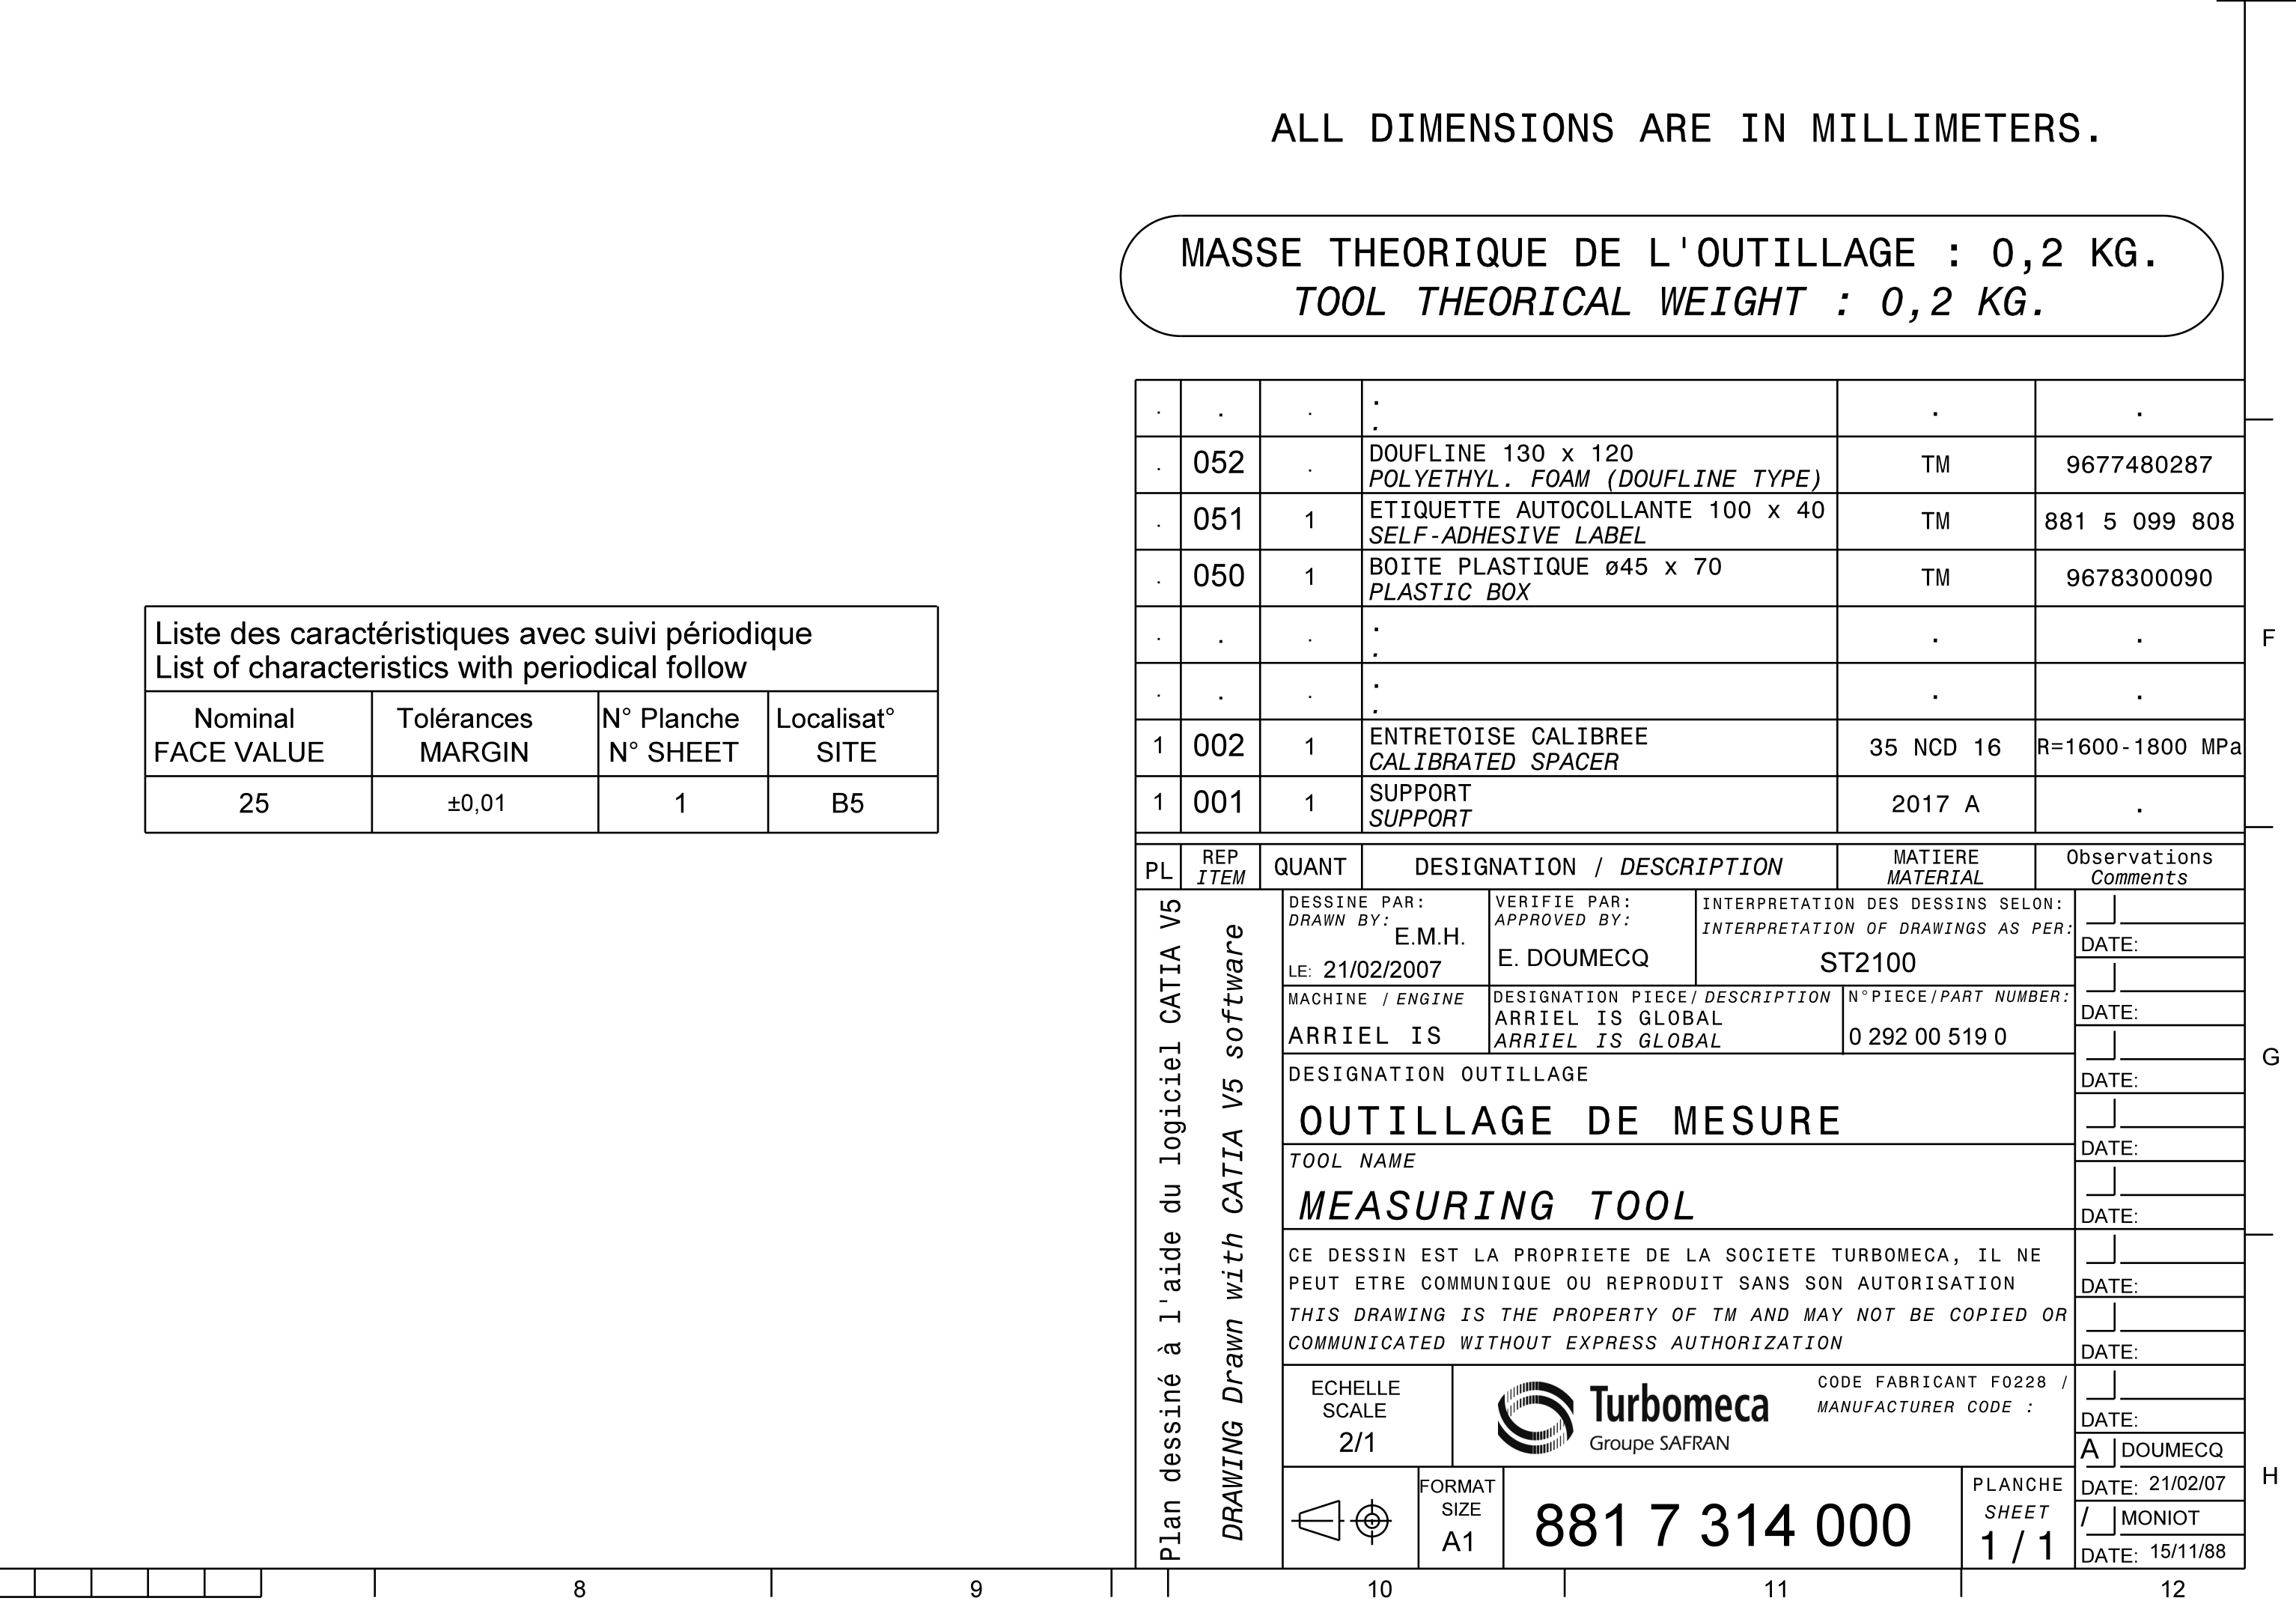 ALL DIMENSIONS ARE IN MILLIMETERS.
MASSE THEORIQUE DE L'OUTILLAGE : 0,2 KG.
TOOL THEORICAL WEIGHT : 0,2 KG.
. . . : . .
.
. 052 . DOUFLINE 130 x 120 TM 9677480287
POLYETHYL. FOAM (DOUFLINE TYPE)
. 051 1 ETIQUETTE AUTOCOLLANTE 100 x 40 TM 881 5 099 808
SELF-ADHESIVE LABEL
. 050 1 BOITE PLASTIQUE ø45 x 70 TM 9678300090
PLASTIC BOX
. . . : . .
.
. . . : . .
.
1 002 1 ENTRETOISE CALIBREE 35 NCD 16 R=1600-1800 MPa
CALIBRATED SPACER
1 001 1 SUPPORT 2017 A .
SUPPORT
PL REP QUANT DESIGNATION / DESCRIPTION MATIERE Observations
ITEM MATERIAL Comments
Liste des caractéristiques avec suivi périodique
List of characteristics with periodical follow
Nominal Tolérances N° Planche Localisat°
FACE VALUE MARGIN N° SHEET SITE
25 ±0,01 1 B5
Plan dessiné à l'aide du logiciel CATIA V5
DRAWING Drawn with CATIA V5 software
DESSINE PAR:
DRAWN BY:
E.M.H.
LE: 21/02/2007
VERIFIE PAR:
APPROVED BY:
E. DOUMECQ
INTERPRETATION DES DESSINS SELON:
INTERPRETATION OF DRAWINGS AS PER:
ST2100
MACHINE / ENGINE
ARRIEL IS
DESIGNATION PIECE/ DESCRIPTION
ARRIEL IS GLOBAL
ARRIEL IS GLOBAL
N°PIECE/PART NUMBER:
0 292 00 519 0
DESIGNATION OUTILLAGE
OUTILLAGE DE MESURE
TOOL NAME
MEASURING TOOL
CE DESSIN EST LA PROPRIETE DE LA SOCIETE TURBOMECA, IL NE
PEUT ETRE COMMUNIQUE OU REPRODUIT SANS SON AUTORISATION
THIS DRAWING IS THE PROPERTY OF TM AND MAY NOT BE COPIED OR
COMMUNICATED WITHOUT EXPRESS AUTHORIZATION
ECHELLE
SCALE
2/1
Turbomeca
Groupe SAFRAN
CODE FABRICANT F0228 /
MANUFACTURER CODE :
FORMAT
SIZE
A1
881 7 314 000
PLANCHE
SHEET
1 / 1
DATE:
DATE:
DATE:
DATE:
DATE:
DATE:
DATE:
DATE:
A DOUMECQ
DATE: 21/02/07
/ MONIOT
DATE: 15/11/88
F
G
H
8 9 10 11 12